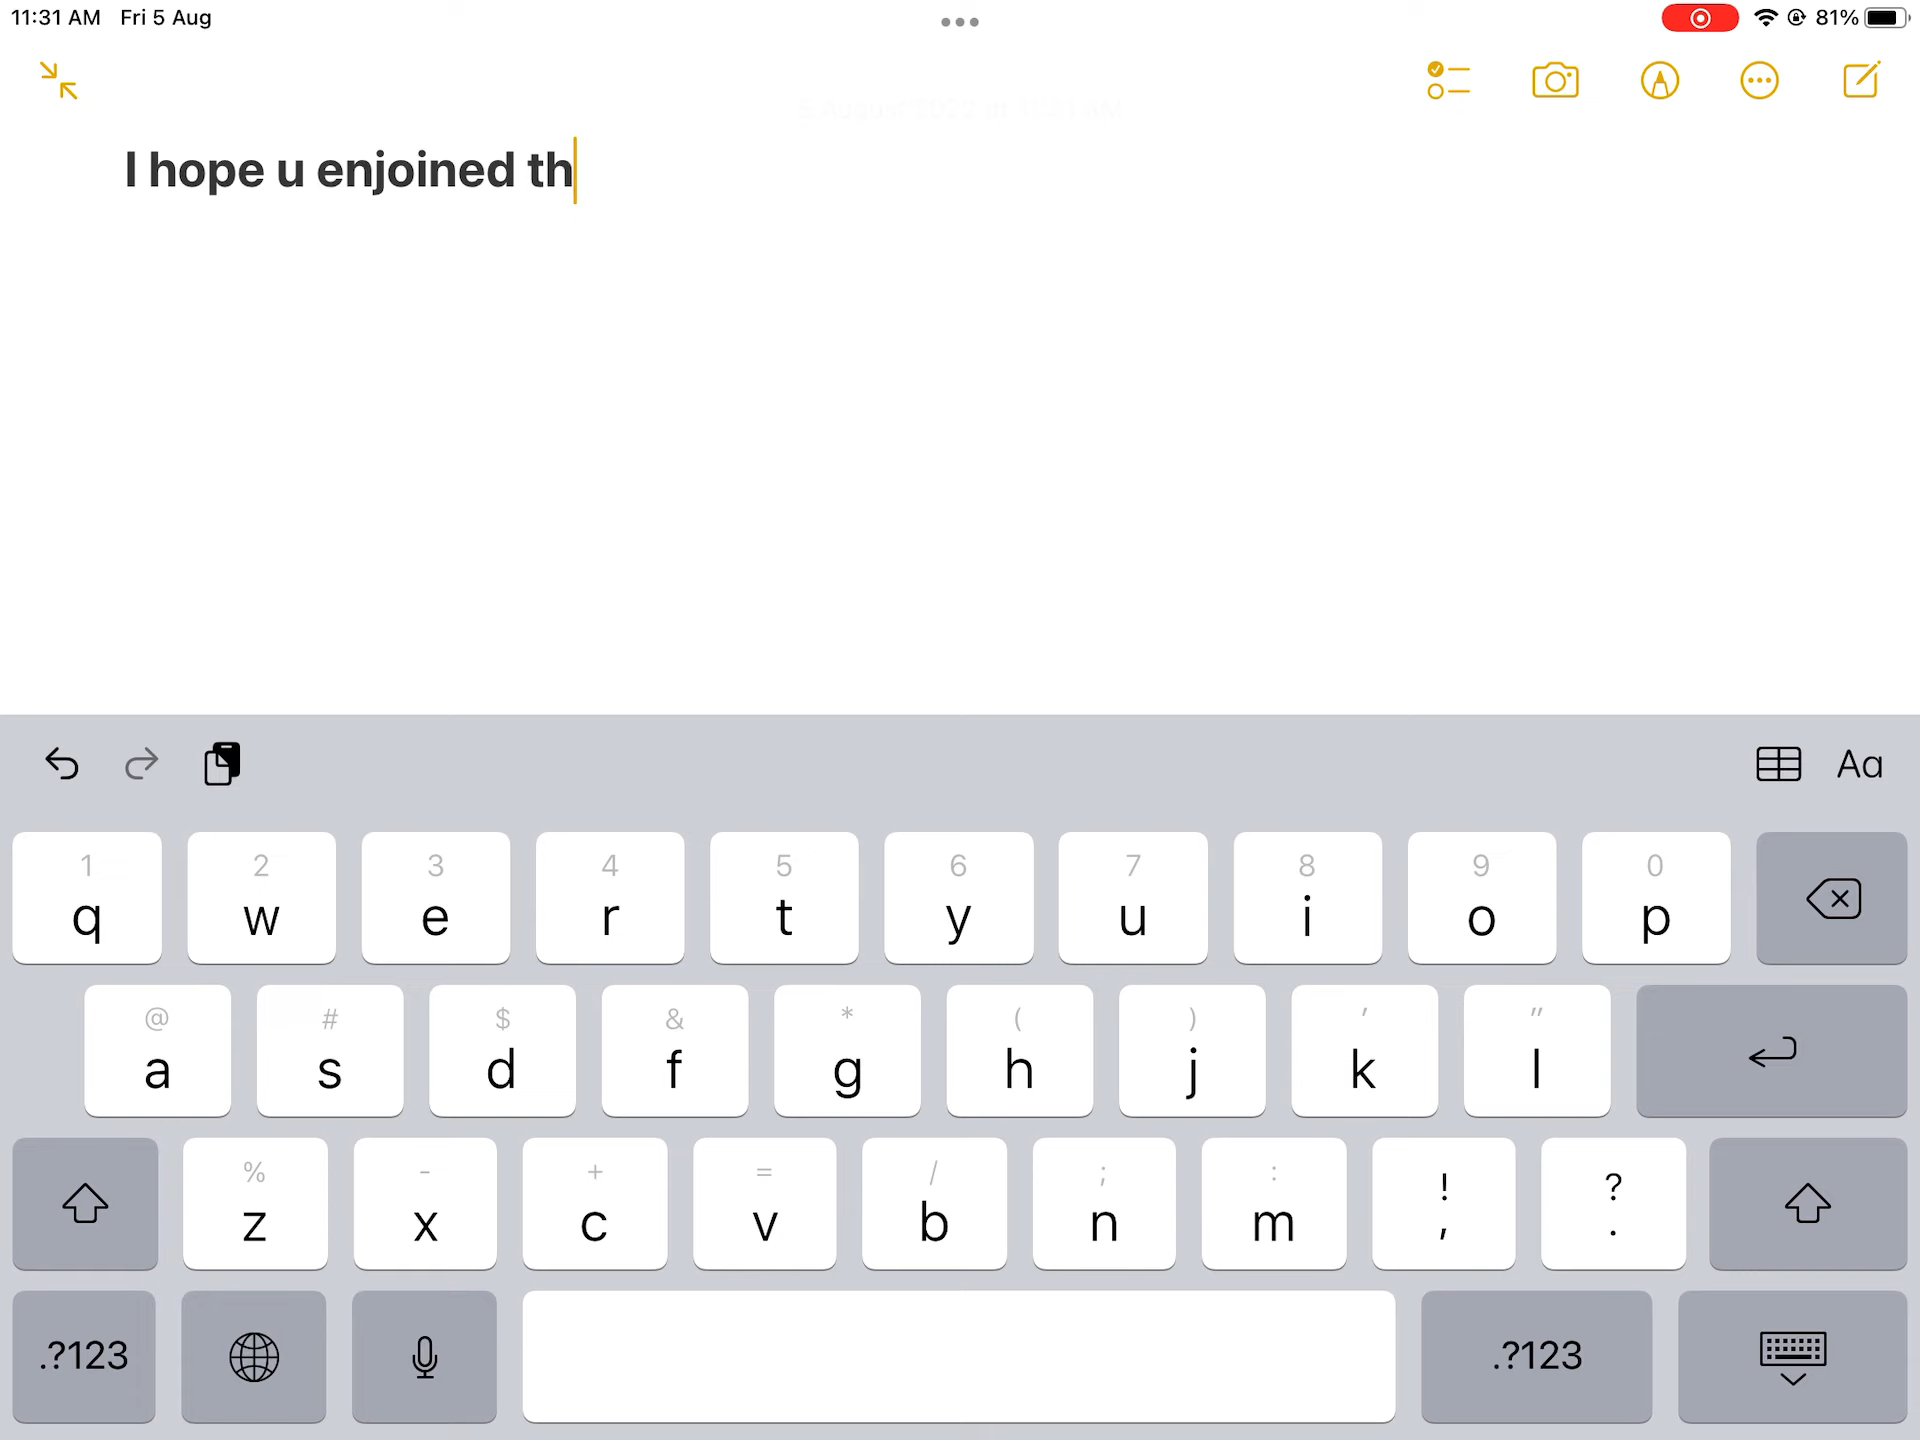 11:31 AM Fri 5 Aug 81%
I hope u enjoined th
Aa
1 2 3 4 5 6 7 8 9 0
q w e r t y u i o p
@ # $ & * ( ) ' "
a s d f g h j k l
% - + = / ; : ! ?
z x c v b n m , .
.?123 .?123